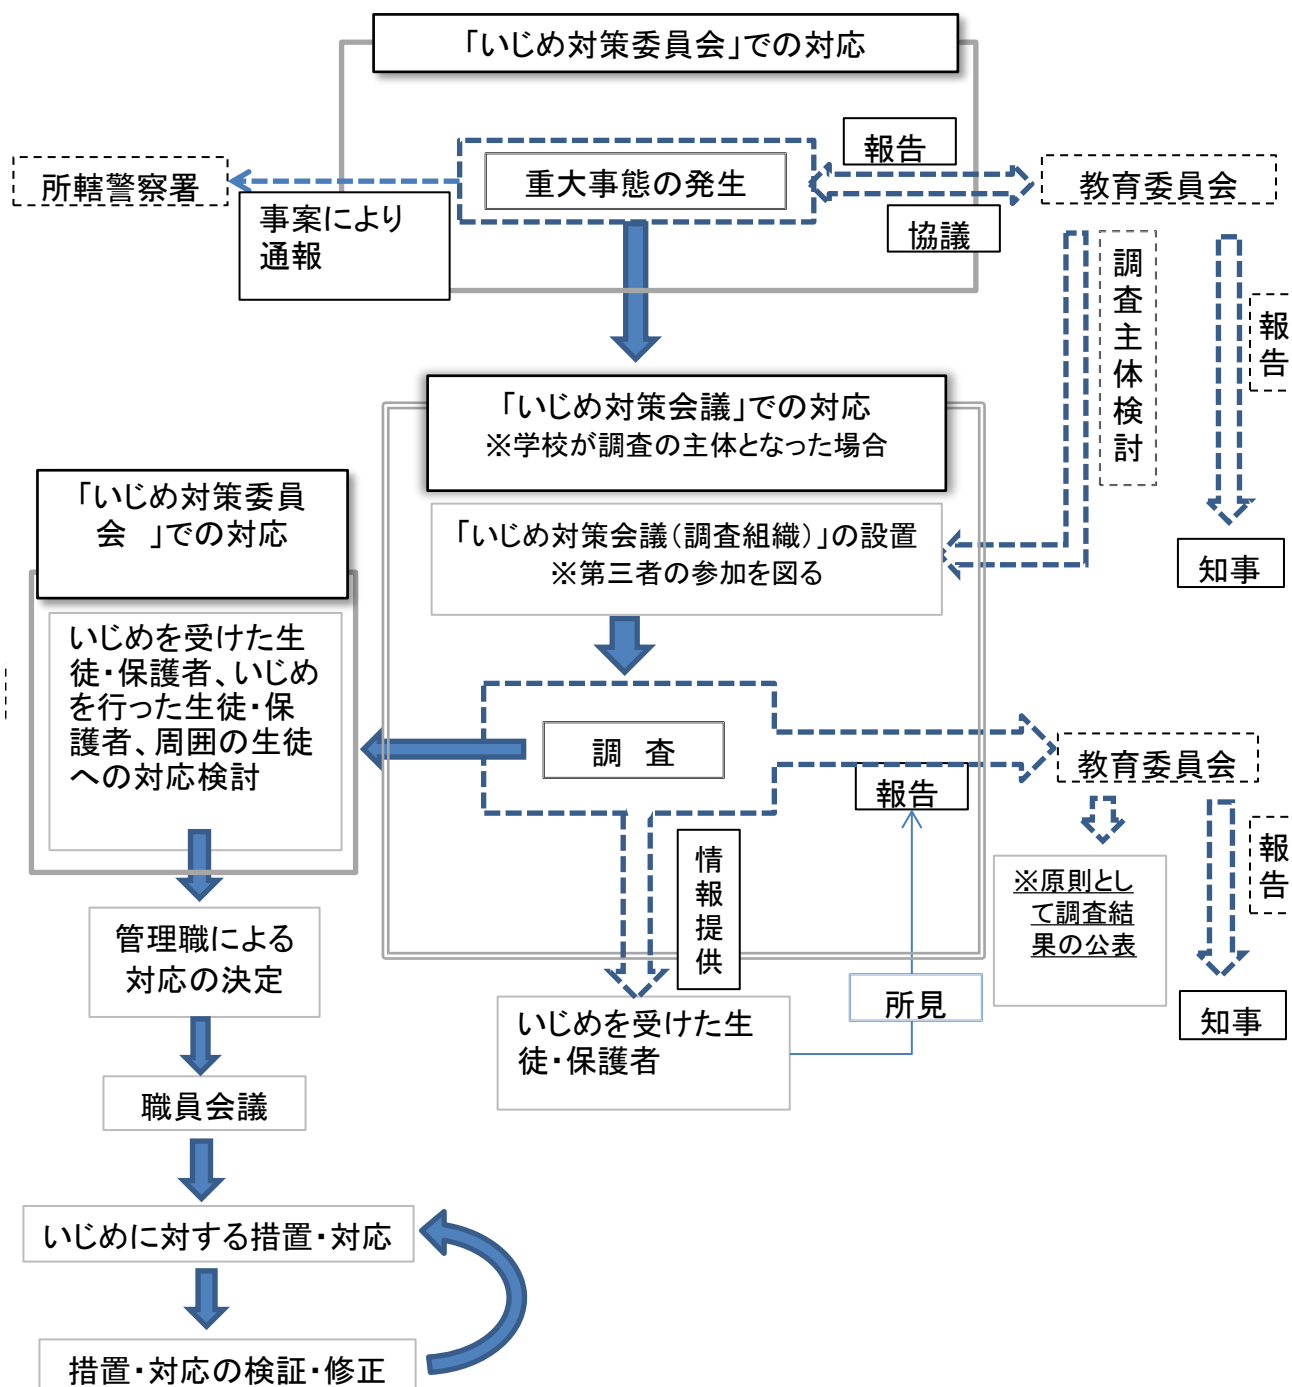 「いじめ対策委員会」での対応
報告
所轄警察署
重大事態の発生
教育委員会
事案により
通報
協議
調査主体検討
報告
「いじめ対策会議」での対応
※学校が調査の主体となった場合
「いじめ対策委員
会　」での対応
「いじめ対策会議（調査組織）」の設置
※第三者の参加を図る
知事
いじめを受けた生
徒・保護者、いじめ
を行った生徒・保
護者、周囲の生徒
への対応検討
調　査
教育委員会
報告
情報提供
報告
※原則とし
て調査結
果の公表
管理職による
対応の決定
所見
知事
いじめを受けた生
徒・保護者
職員会議
いじめに対する措置・対応
措置・対応の検証・修正